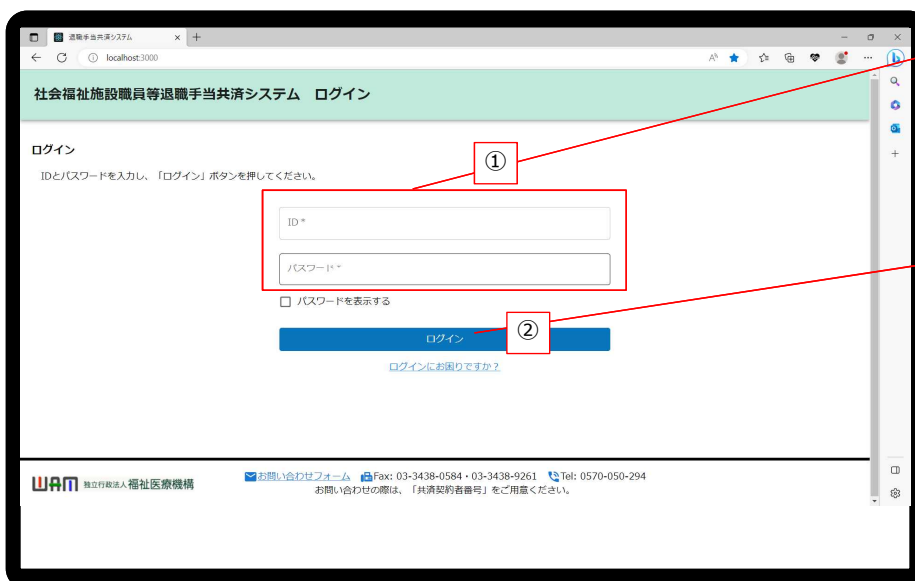 退職手当共済システム
localhost:3000
社会福祉施設職員等退職手当共済システム ログイン
ログイン
IDとパスワードを入力し、「ログイン」ボタンを押してください。
①
ID *
パスワード *
パスワードを表示する
ログイン
②
ログインにお困りですか?
WAM 独立行政法人福祉医療機構
お問い合わせフォーム Fax: 03-3438-0584・03-3438-9261 Tel: 0570-050-294
お問い合わせの際は、「共済契約者番号」をご用意ください。